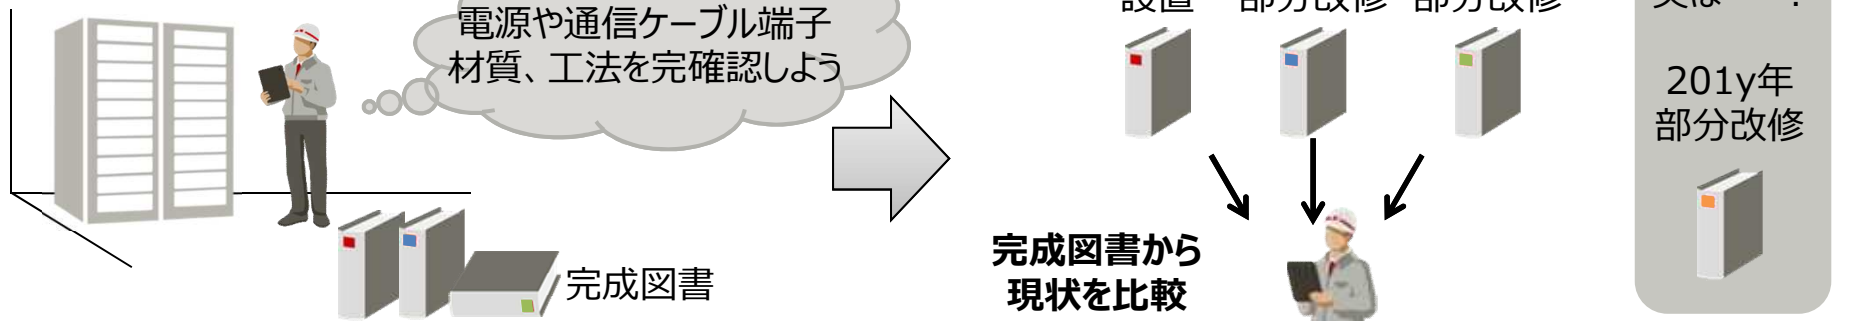 電源や通信ケーブル端子
材質、工法を完確認しよう
完成図書
設置 部分改修 部分改修
完成図書から
現状を比較
201y年
部分改修